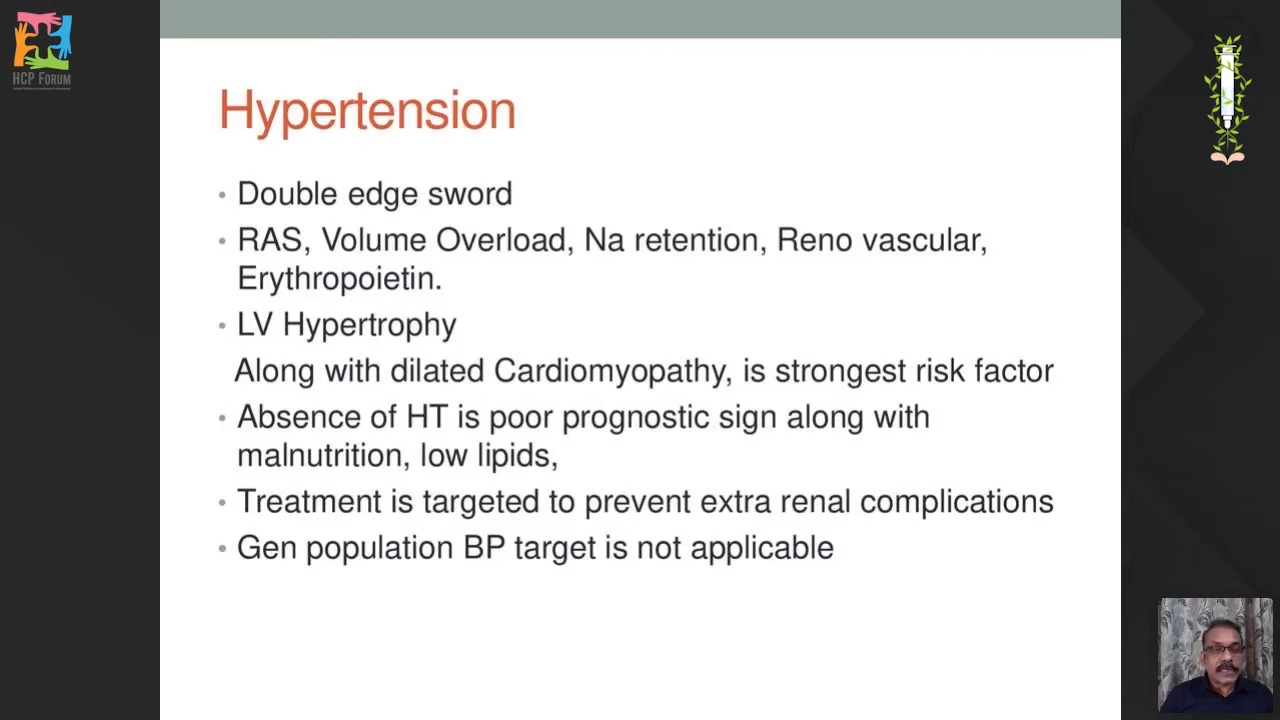 HCP FORUM
Hypertension
• Double edge sword
• RAS, Volume Overload, Na retention, Reno vascular,
Erythropoietin.
• LV Hypertrophy
Along with dilated Cardiomyopathy, is strongest risk factor
• Absence of HT is poor prognostic sign along with
malnutrition, low lipids,
• Treatment is targeted to prevent extra renal complications
• Gen population BP target is not applicable